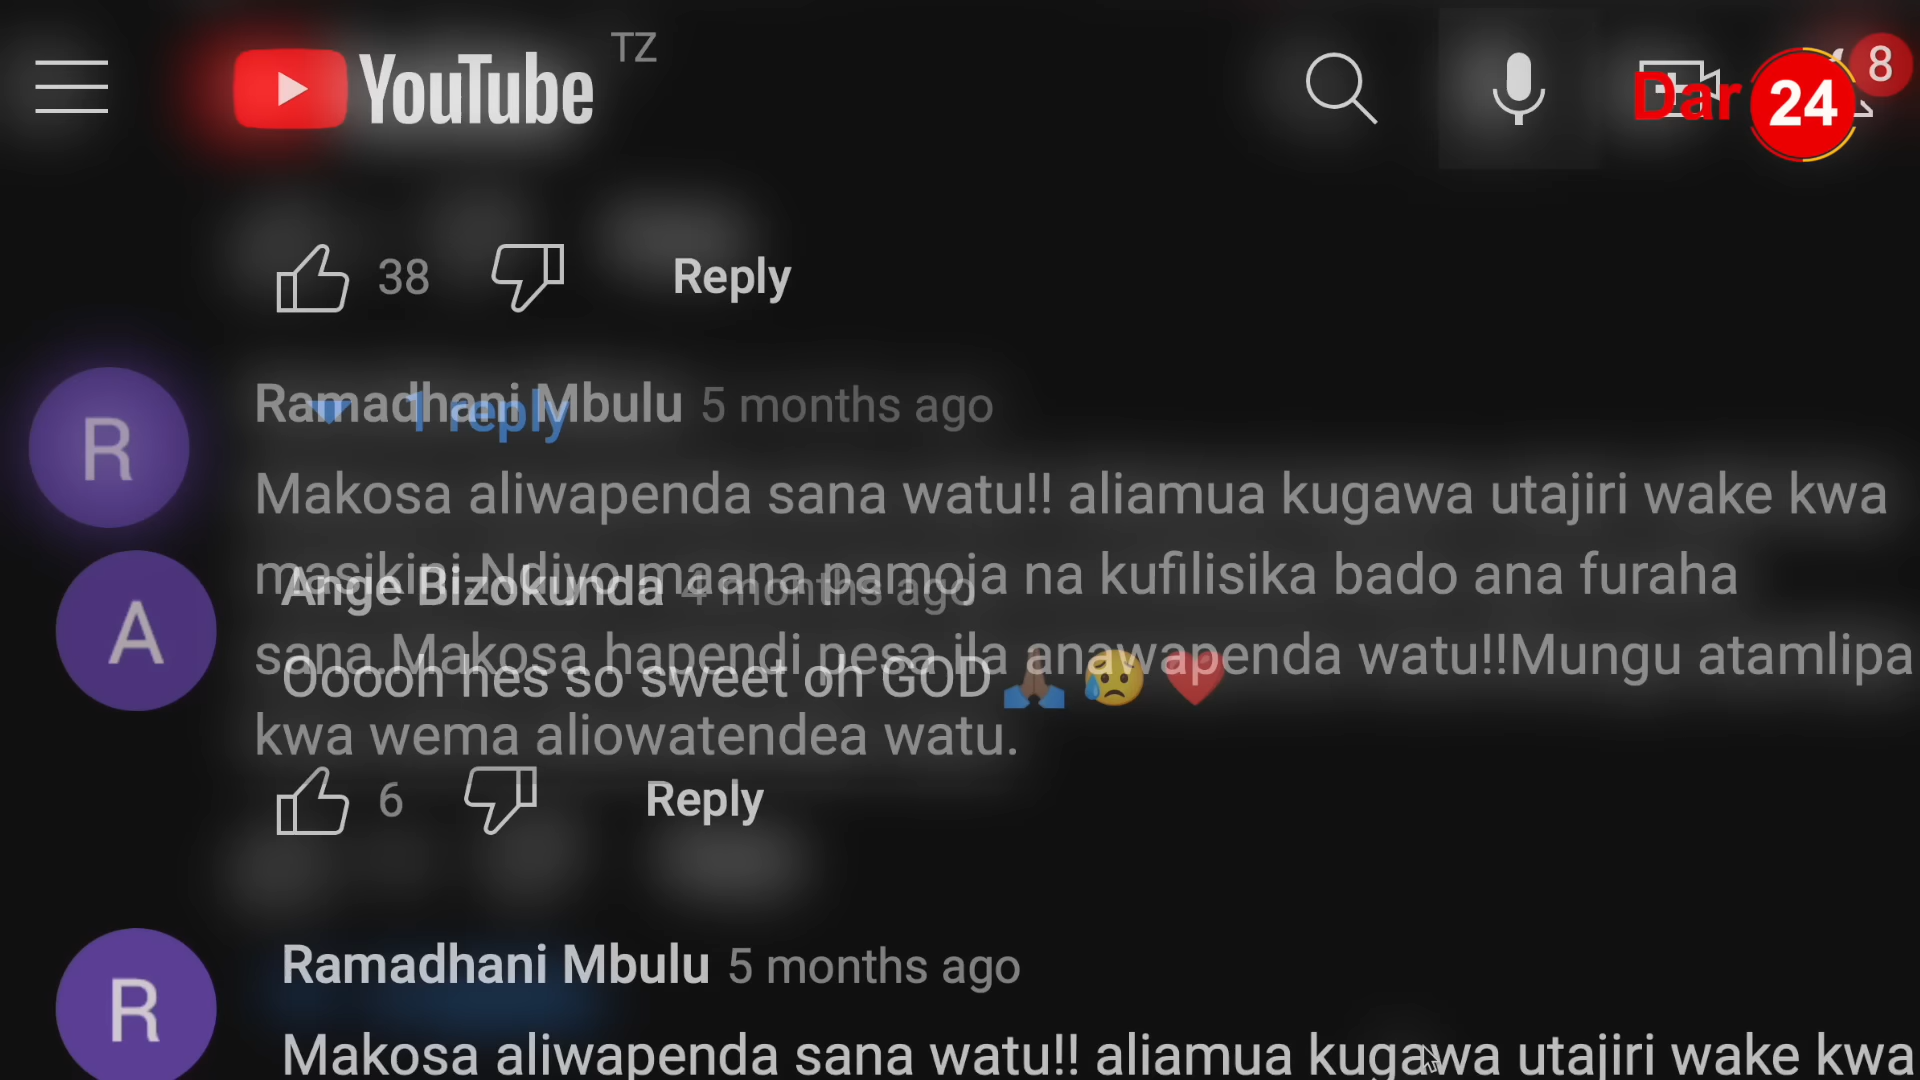 YouTube TZ
8
Dar 24
38 Reply
Ramadhani Mbulu 5 months ago
1 reply
R
Makosa aliwapenda sana watu!! aliamua kugawa utajiri wake kwa
masikini.Ndiyo maana pamoja na kufilisika bado ana furaha
Ange Bizokunda 4 months ago
A
sana.Makosa hapendi pesa ila anawapenda watu!!Mungu atamlipa
Ooooh hes so sweet oh GOD🙏🏾😥❤️
kwa wema aliowatendea watu.
6 Reply
Ramadhani Mbulu 5 months ago
R
Makosa aliwapenda sana watu!! aliamua kugawa utajiri wake kwa